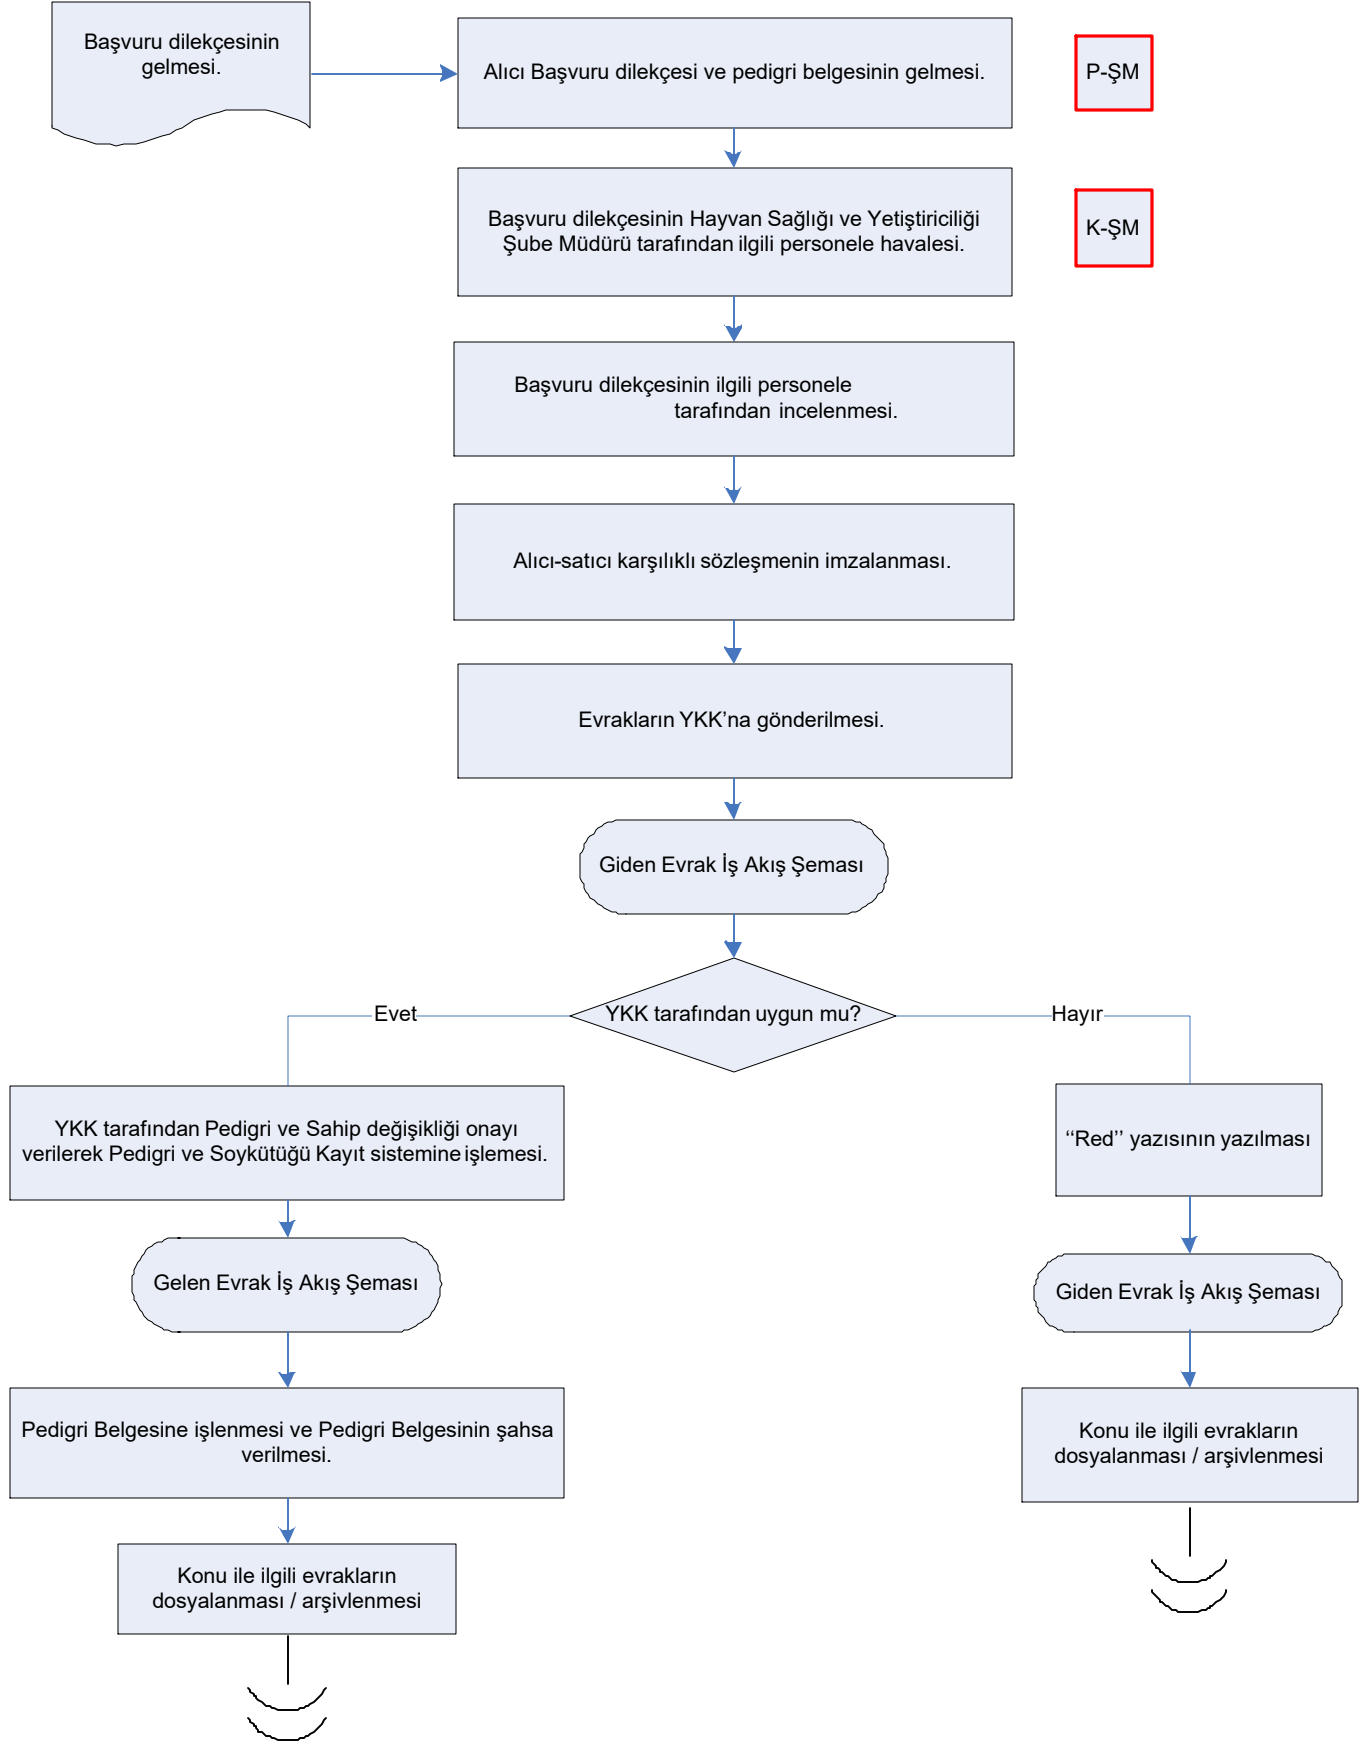 Başvuru dilekçesinin
gelmesi.
Alıcı Başvuru dilekçesi ve pedigri belgesinin gelmesi.
P-ŞM
Başvuru dilekçesinin Hayvan Sağlığı ve Yetiştiriciliği
Şube Müdürü tarafından ilgili personele havalesi.
K-ŞM
Başvuru dilekçesinin ilgili personele
tarafından incelenmesi.
Alıcı-satıcı karşılıklı sözleşmenin imzalanması.
Evrakların YKK’na gönderilmesi.
Giden Evrak İş Akış Şeması
YKK tarafından uygun mu?
Evet
Hayır
YKK tarafından Pedigri ve Sahip değişikliği onayı
verilerek Pedigri ve Soykütüğü Kayıt sistemine işlemesi.
‘‘Red’’ yazısının yazılması
Gelen Evrak İş Akış Şeması
Giden Evrak İş Akış Şeması
Pedigri Belgesine işlenmesi ve Pedigri Belgesinin şahsa
verilmesi.
Konu ile ilgili evrakların
dosyalanması / arşivlenmesi
Konu ile ilgili evrakların
dosyalanması / arşivlenmesi